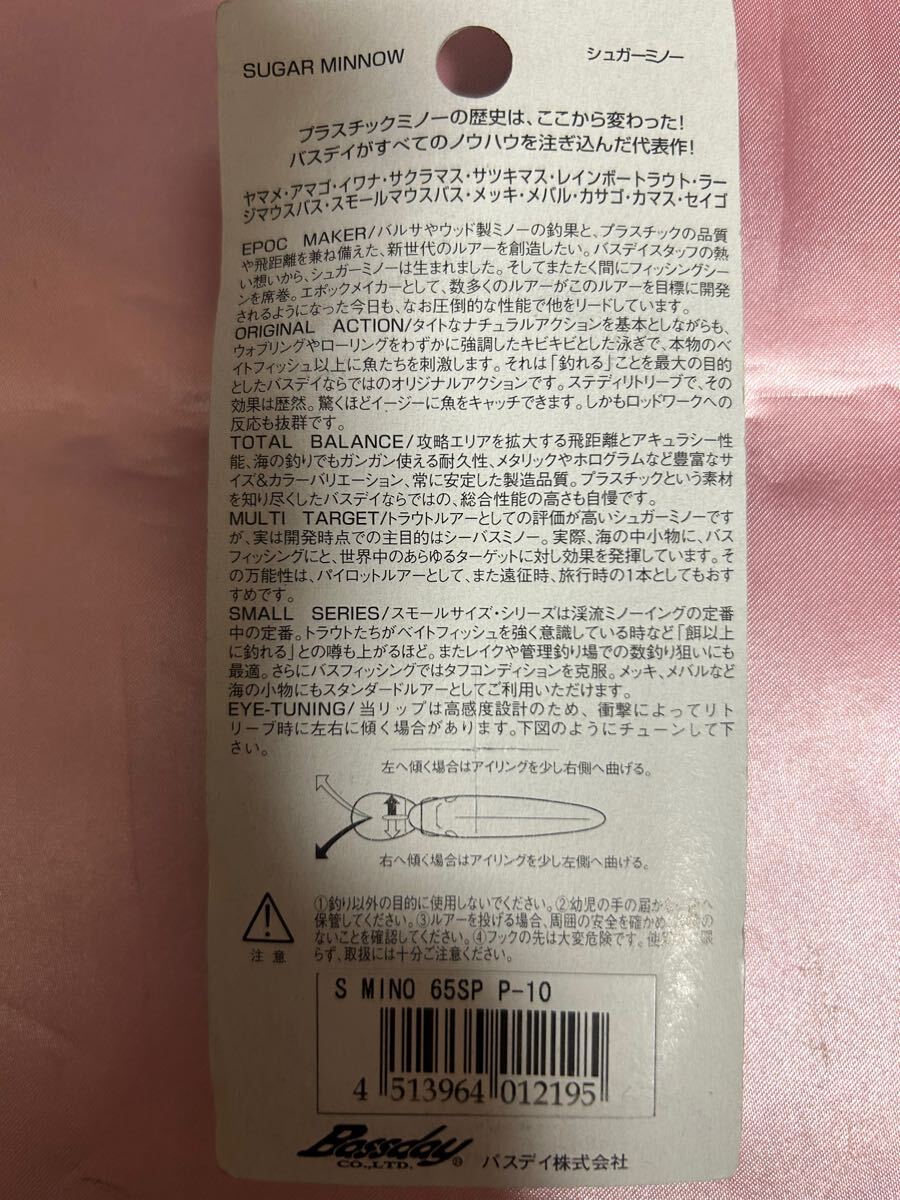 SUGAR MINNOW シュガーミノー
プラスチックミノーの歴史は、ここから変わった!
バスデイがすべてのノウハウを注ぎ込んだ代表作!
ヤマメ・アマゴ・イワナ・サクラマス・サツキマス・レインボートラウト・ラー
ジマウスバス・スモールマウスバス・メッキ・メバル・カサゴ・カマス・セイゴ
EPOC MAKER/バルサやウッド製ミノーの釣果と、プラスチックの品質
や飛距離を兼ね備えた、新世代のルアーを創造したい。バスデイスタッフの熱
い想いから、シュガーミノーは生まれました。そしてまたたく間にフィッシングシー
ンを席巻。エポックメイカーとして、数多くのルアーがこのルアーを目標に開発
されるようになった今日も、なお圧倒的な性能で他をリードしています。
ORIGINAL ACTION/タイトなナチュラルアクションを基本としながらも、
ウォブリングやローリングをわずかに強調したキビキビとした泳ぎで、本物のベ
イトフィッシュ以上に魚たちを刺激します。それは「釣れる」ことを最大の目的
としたバスデイならではのオリジナルアクションです。ステディリトリーブで、その
効果は歴然。驚くほどイージーに魚をキャッチできます。しかもロッドワークへの
反応も抜群です。
TOTAL BALANCE/攻略エリアを拡大する飛距離とアキュラシー性
能、海の釣りでもガンガン使える耐久性、メタリックやホログラムなど豊富なサ
イズ&カラーバリエーション、常に安定した製造品質。プラスチックという素材
を知り尽くしたバスデイならではの、総合性能の高さも自慢です。
MULTI TARGET/トラウトルアーとしての評価が高いシュガーミノーです
が、実は開発時点での主目的はシーバスミノー。実際、海の中小物に、バス
フィッシングにと、世界中のあらゆるターゲットに対し効果を発揮しています。そ
の万能性は、パイロットルアーとして、また遠征時、旅行時の1本としてもおす
すめです。
SMALL SERIES/スモールサイズ・シリーズは渓流ミノーイングの定番
中の定番。トラウトたちがベイトフィッシュを強く意識している時など「餌以上
に釣れる」との噂も上がるほど。またレイクや管理釣り場での数釣り狙いにも
最適。さらにバスフィッシングではタフコンディションを克服。メッキ、メバルなど
海の小物にもスタンダードルアーとしてご利用いただけます。
EYE-TUNING/当リップは高感度設計のため、衝撃によってリト
リーブ時に左右に傾く場合があります。下図のようにチューンして下
さい。
左へ傾く場合はアイリングを少し右側へ曲げる。
右へ傾く場合はアイリングを少し左側へ曲げる。
①釣り以外の目的に使用しないでください。②幼児の手の届か
保管してください。③ルアーを投げる場合、周囲の安全を確かめ
ないことを確認してください。④フックの先は大変危険です。使
らず、取扱には十分ご注意ください。
注意
S MINO 65SP P-10
4 513964 012195
Bassday
CO.,LTD. ® バスデイ株式会社